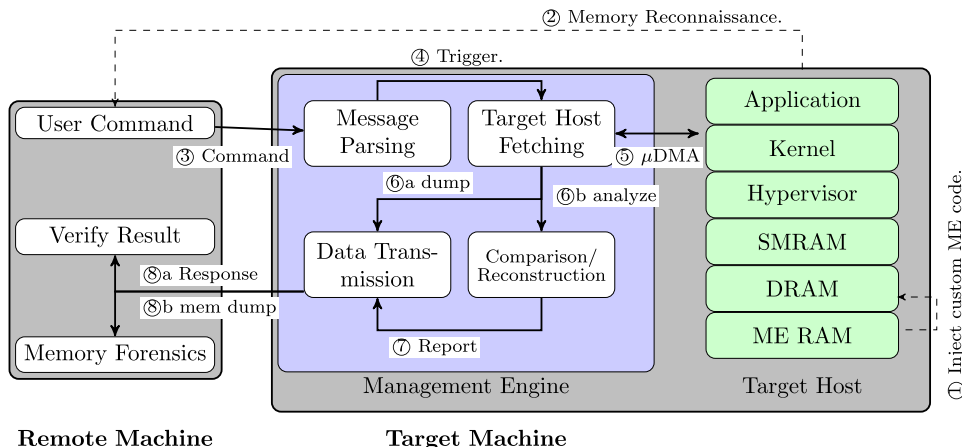 ② Memory Reconnaissance.
④ Trigger.
User Command
③ Command
Message
Parsing
Target Host
Fetching
⑤ μDMA
⑥a dump
⑥b analyze
Verify Result
⑧a Response
⑧b mem dump
Memory Forensics
Data Trans-
mission
Comparison/
Reconstruction
⑦ Report
Management Engine
Application
Kernel
Hypervisor
SMRAM
DRAM
ME RAM
Target Host
① Inject custom ME code.
Remote Machine
Target Machine